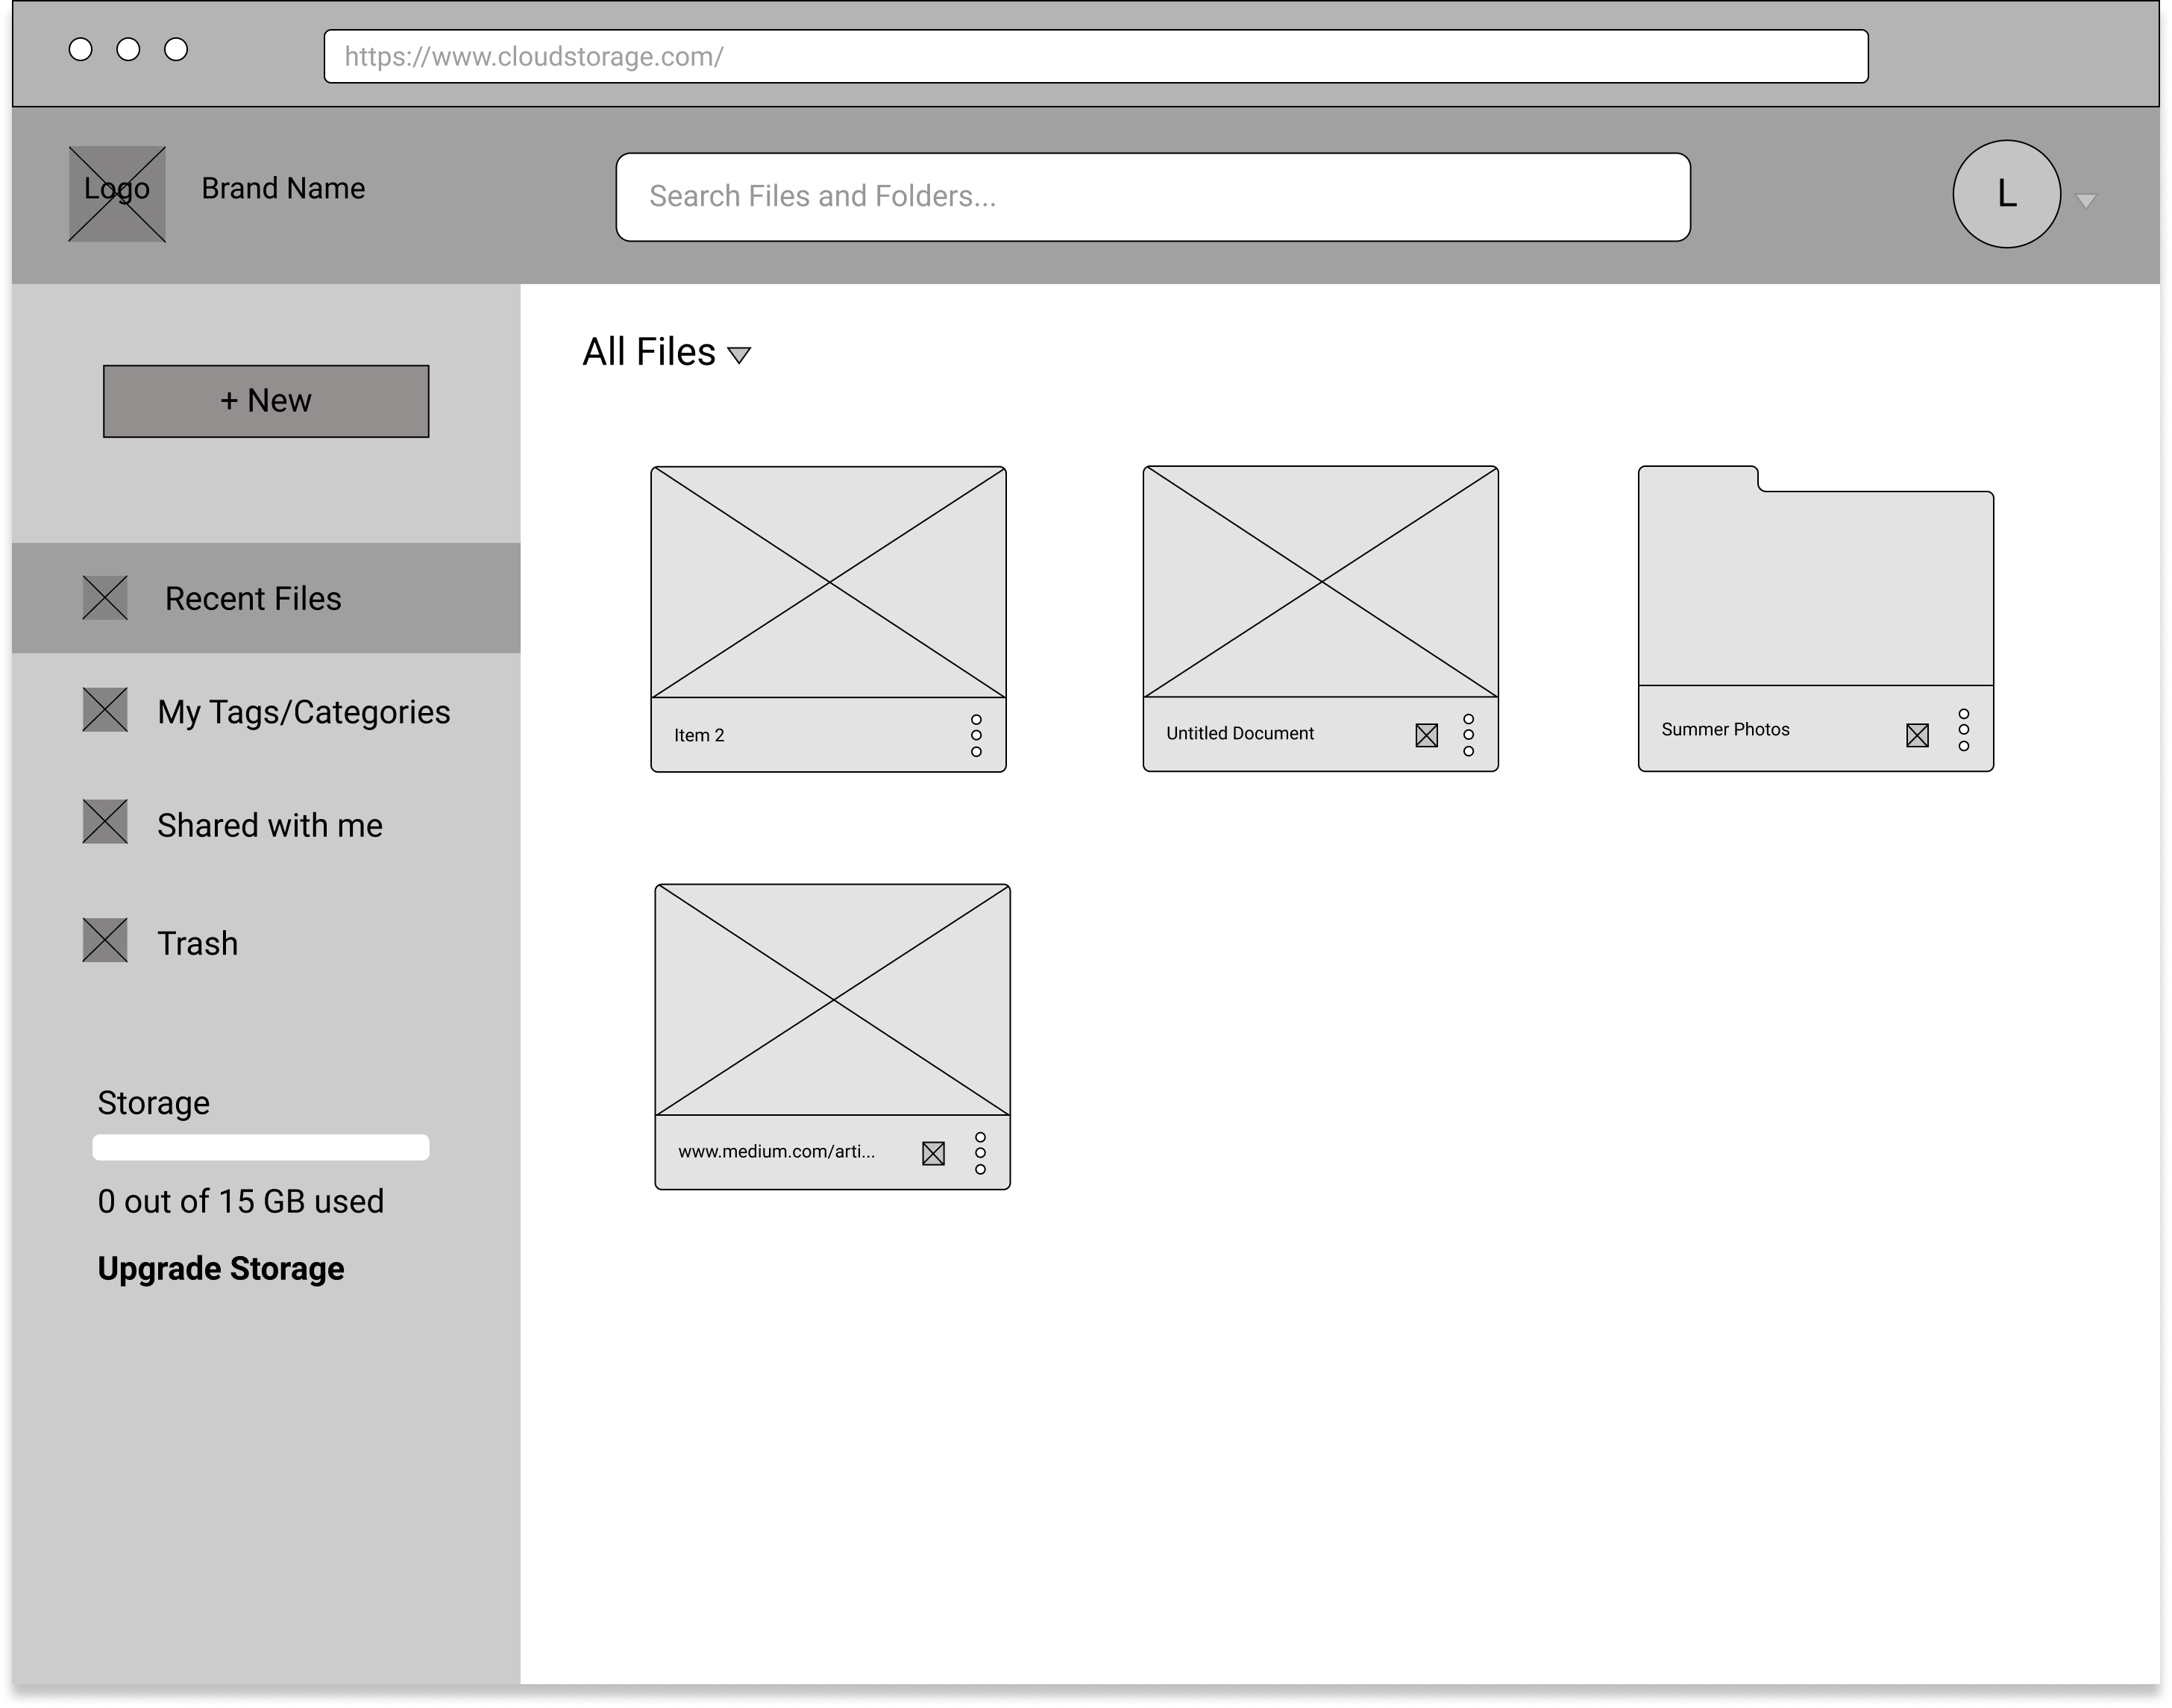 https://www.cloudstorage.com/
Logo
Brand Name
Search Files and Folders...
L
+ New
Recent Files
My Tags/Categories
Shared with me
Trash
Storage
0 out of 15 GB used
Upgrade Storage
All Files
Item 2
Untitled Document
Summer Photos
www.medium.com/arti...